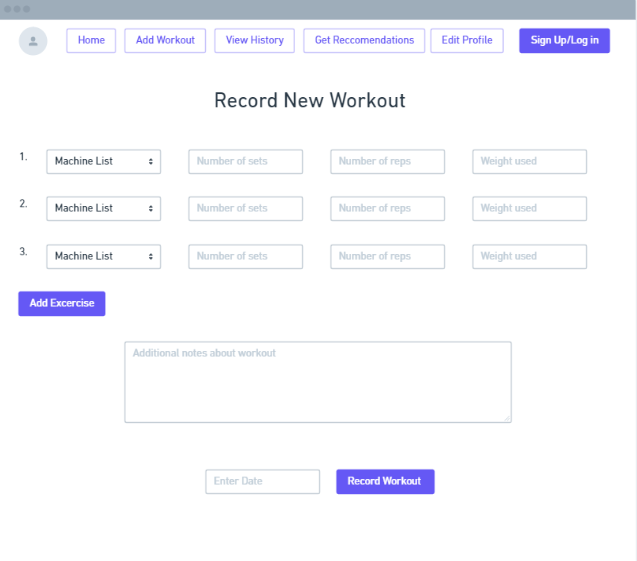 Home Add Workout View History Get Reccomendations Edit Profile Sign Up/Log in
Record New Workout
1. Machine List Number of sets Number of reps Weight used
2. Machine List Number of sets Number of reps Weight used
3. Machine List Number of sets Number of reps Weight used
Add Excercise
Additional notes about workout
Enter Date Record Workout